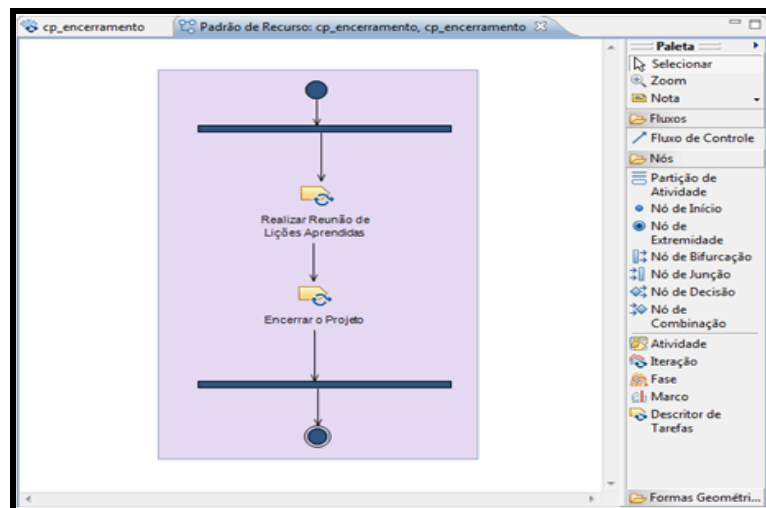 cp_encerramento
Padrão de Recurso: cp_encerramento, cp_encerramento
Paleta
Selecionar
Zoom
Nota
Fluxos
Fluxo de Controle
Nós
Partição de
Atividade
Nó de Início
Nó de
Extremidade
Nó de Bifurcação
Nó de Junção
Nó de Decisão
Nó de
Combinação
Atividade
Iteração
Fase
Marco
Descritor de
Tarefas
Formas Geométri...
Realizar Reunão de
Lições Aprendidas
Encerrar o Projeto